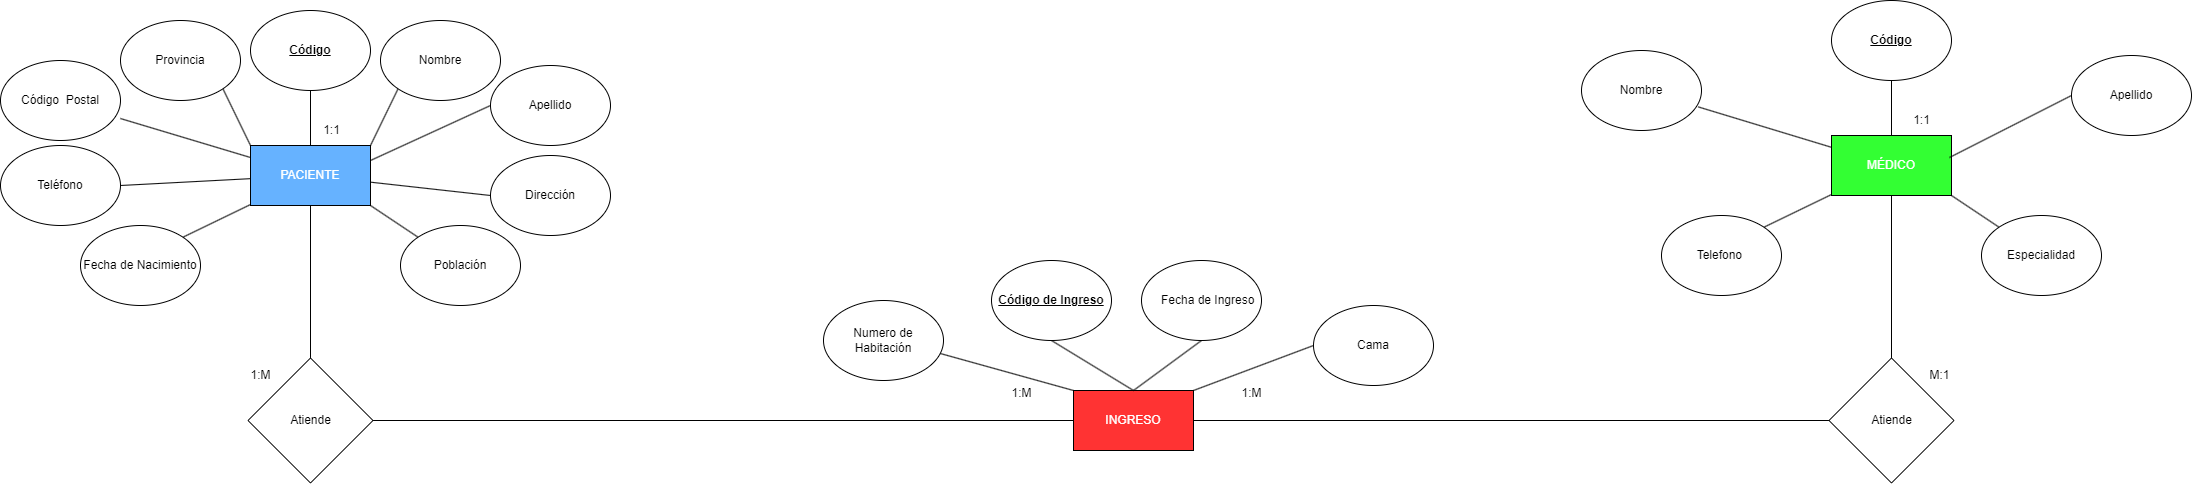 Código
Provincia
Nombre
Código Postal
Apellido
1:1
PACIENTE
Teléfono
Dirección
Fecha de Nacimiento
Población
1:M
Atiende
Numero de
Habitación
Código de Ingreso
Fecha de Ingreso
Cama
1:M
1:M
INGRESO
Código
Nombre
Apellido
1:1
MÉDICO
Telefono
Especialidad
M:1
Atiende